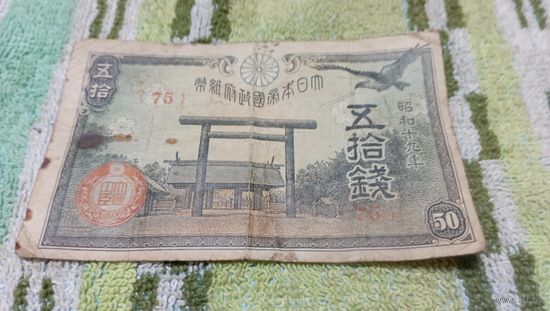 大日本帝國政府紙幣
五拾
{75}
昭和十九年
五拾錢
50